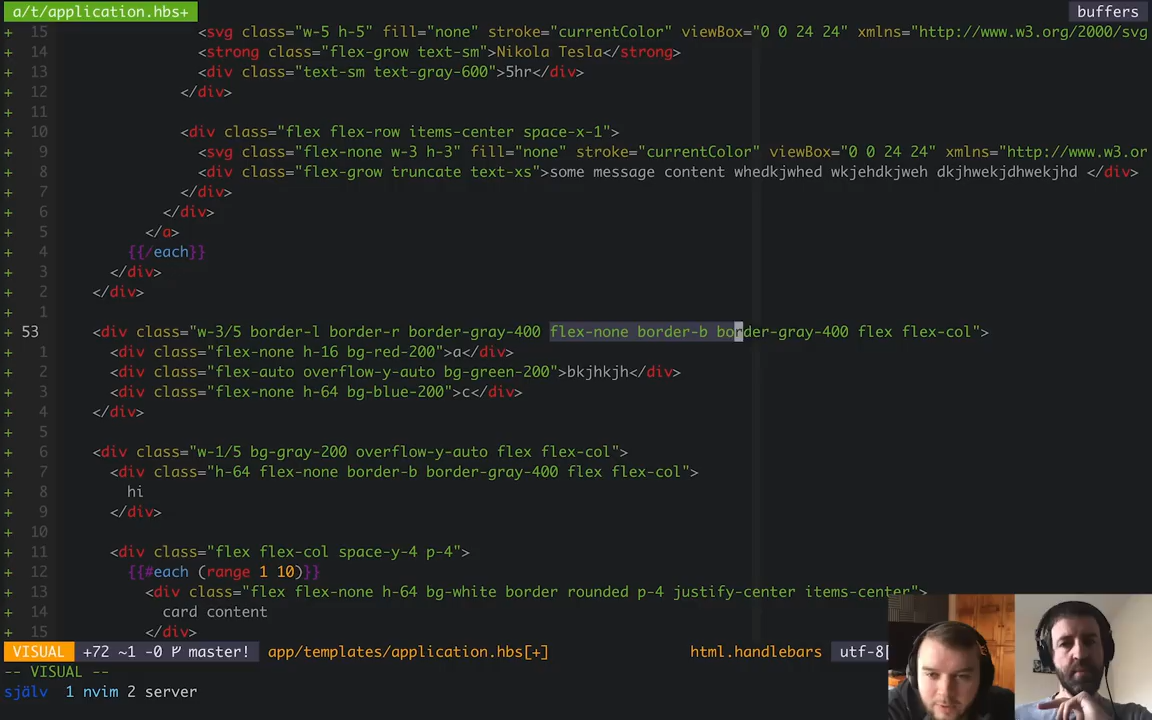 a/t/application.hbs+ buffers
+ 15 <svg class="w-5 h-5" fill="none" stroke="currentColor" viewBox="0 0 24 24" xmlns="http://www.w3.org/2000/svg
+ 14 <strong class="flex-grow text-sm">Nikola Tesla</strong>
+ 13 <div class="text-sm text-gray-600">5hr</div>
+ 12 </div>
+ 11
+ 10 <div class="flex flex-row items-center space-x-1">
+ 9 <svg class="flex-none w-3 h-3" fill="none" stroke="currentColor" viewBox="0 0 24 24" xmlns="http://www.w3.or
+ 8 <div class="flex-grow truncate text-xs">some message content whedkjwhed wkjehdkjweh dkjhwekjdhwekjhd </div>
+ 7 </div>
+ 6 </div>
+ 5 </a>
+ 4 {{/each}}
+ 3 </div>
+ 2 </div>
+ 1
+ 53 <div class="w-3/5 border-l border-r border-gray-400 flex-none border-b border-gray-400 flex flex-col">
+ 1 <div class="flex-none h-16 bg-red-200">a</div>
+ 2 <div class="flex-auto overflow-y-auto bg-green-200">bkjhkjh</div>
+ 3 <div class="flex-none h-64 bg-blue-200">c</div>
+ 4 </div>
+ 5
+ 6 <div class="w-1/5 bg-gray-200 overflow-y-auto flex flex-col">
+ 7 <div class="h-64 flex-none border-b border-gray-400 flex flex-col">
+ 8 hi
+ 9 </div>
+ 10
+ 11 <div class="flex flex-col space-y-4 p-4">
+ 12 {{#each (range 1 10)}}
+ 13 <div class="flex flex-none h-64 bg-white border rounded p-4 justify-center items-center">
+ 14 card content
+ 15 </div>
VISUAL +72 ~1 -0 master! app/templates/application.hbs[+] html.handlebars utf-8[
-- VISUAL --
själv 1 nvim 2 server